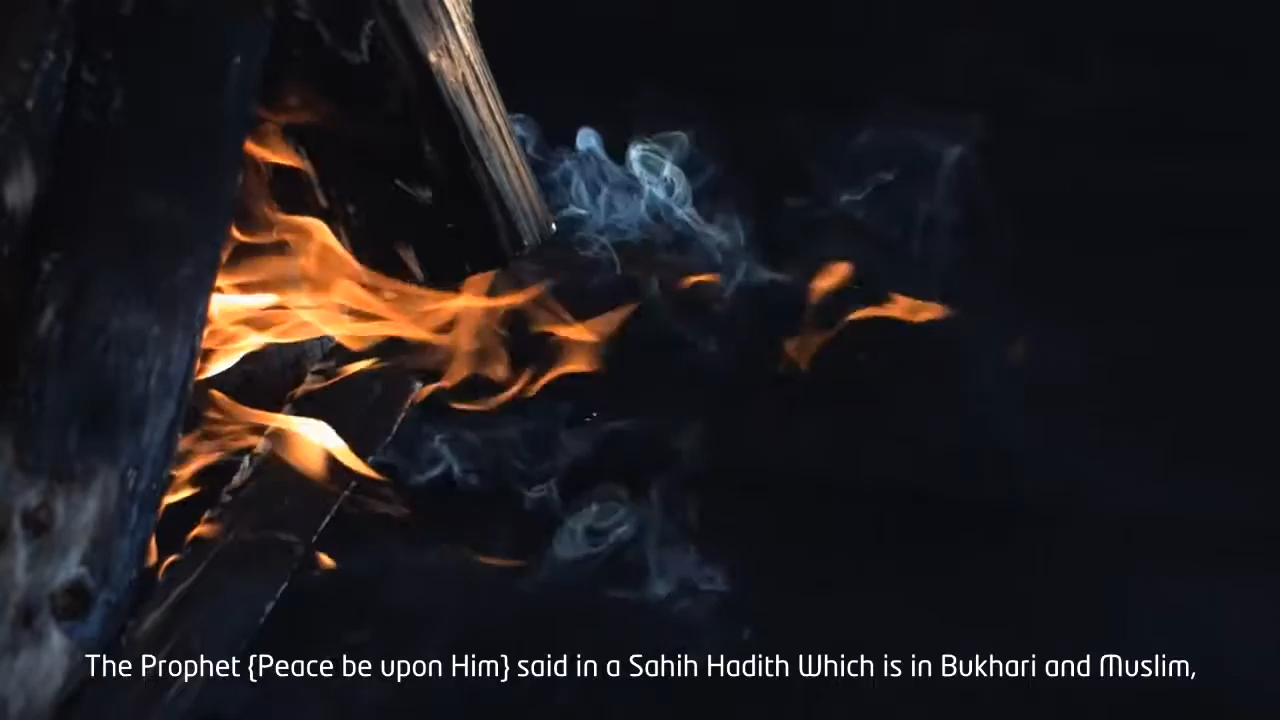 The Prophet {Peace be upon Him} said in a Sahih Hadith Which is in Bukhari and Muslim,